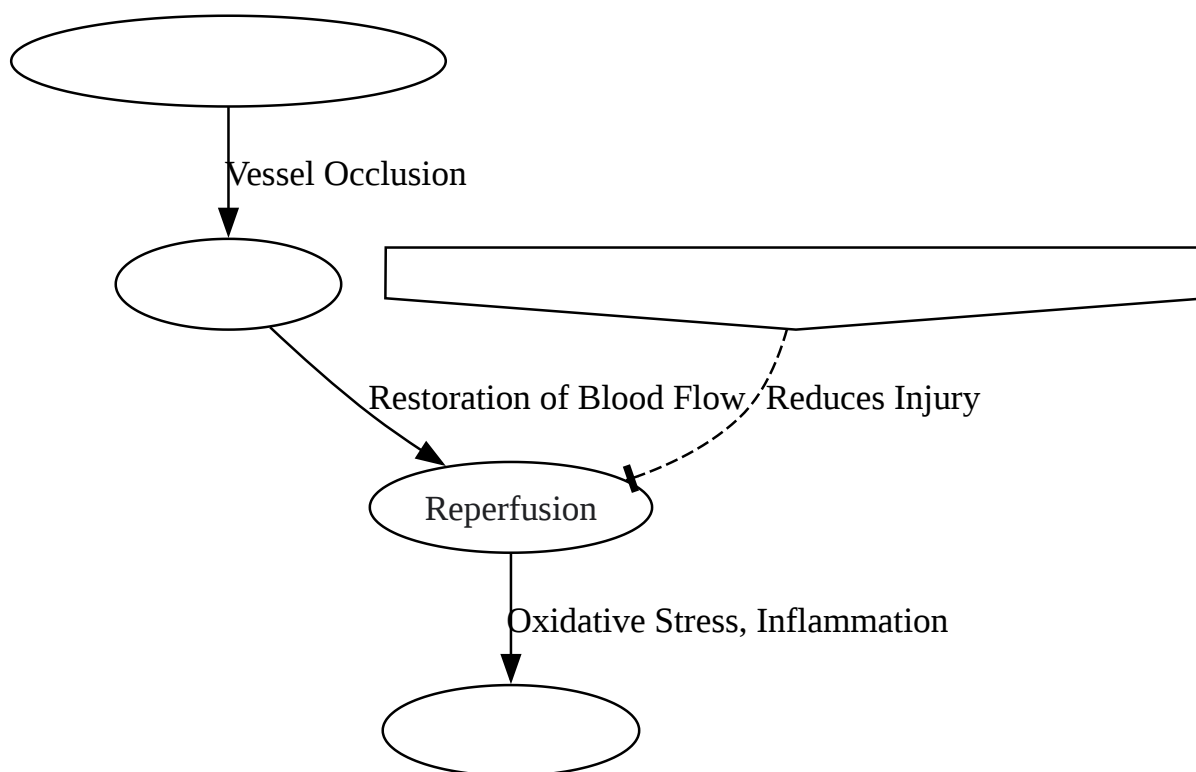 Vessel Occlusion
Restoration of Blood Flow
Reduces Injury
Reperfusion
Oxidative Stress, Inflammation